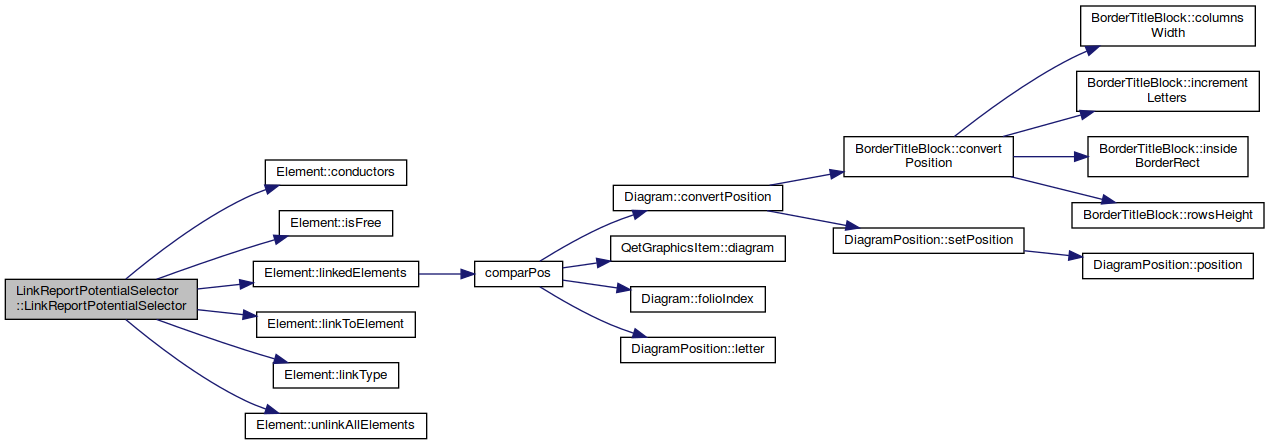 LinkReportPotentialSelector
::LinkReportPotentialSelector
Element::conductors
Element::isFree
Element::linkedElements
Element::linkToElement
Element::linkType
Element::unlinkAllElements
comparPos
Diagram::convertPosition
QetGraphicsItem::diagram
Diagram::folioIndex
DiagramPosition::letter
BorderTitleBlock::convert
Position
DiagramPosition::setPosition
BorderTitleBlock::columns
Width
BorderTitleBlock::increment
Letters
BorderTitleBlock::inside
BorderRect
BorderTitleBlock::rowsHeight
DiagramPosition::position